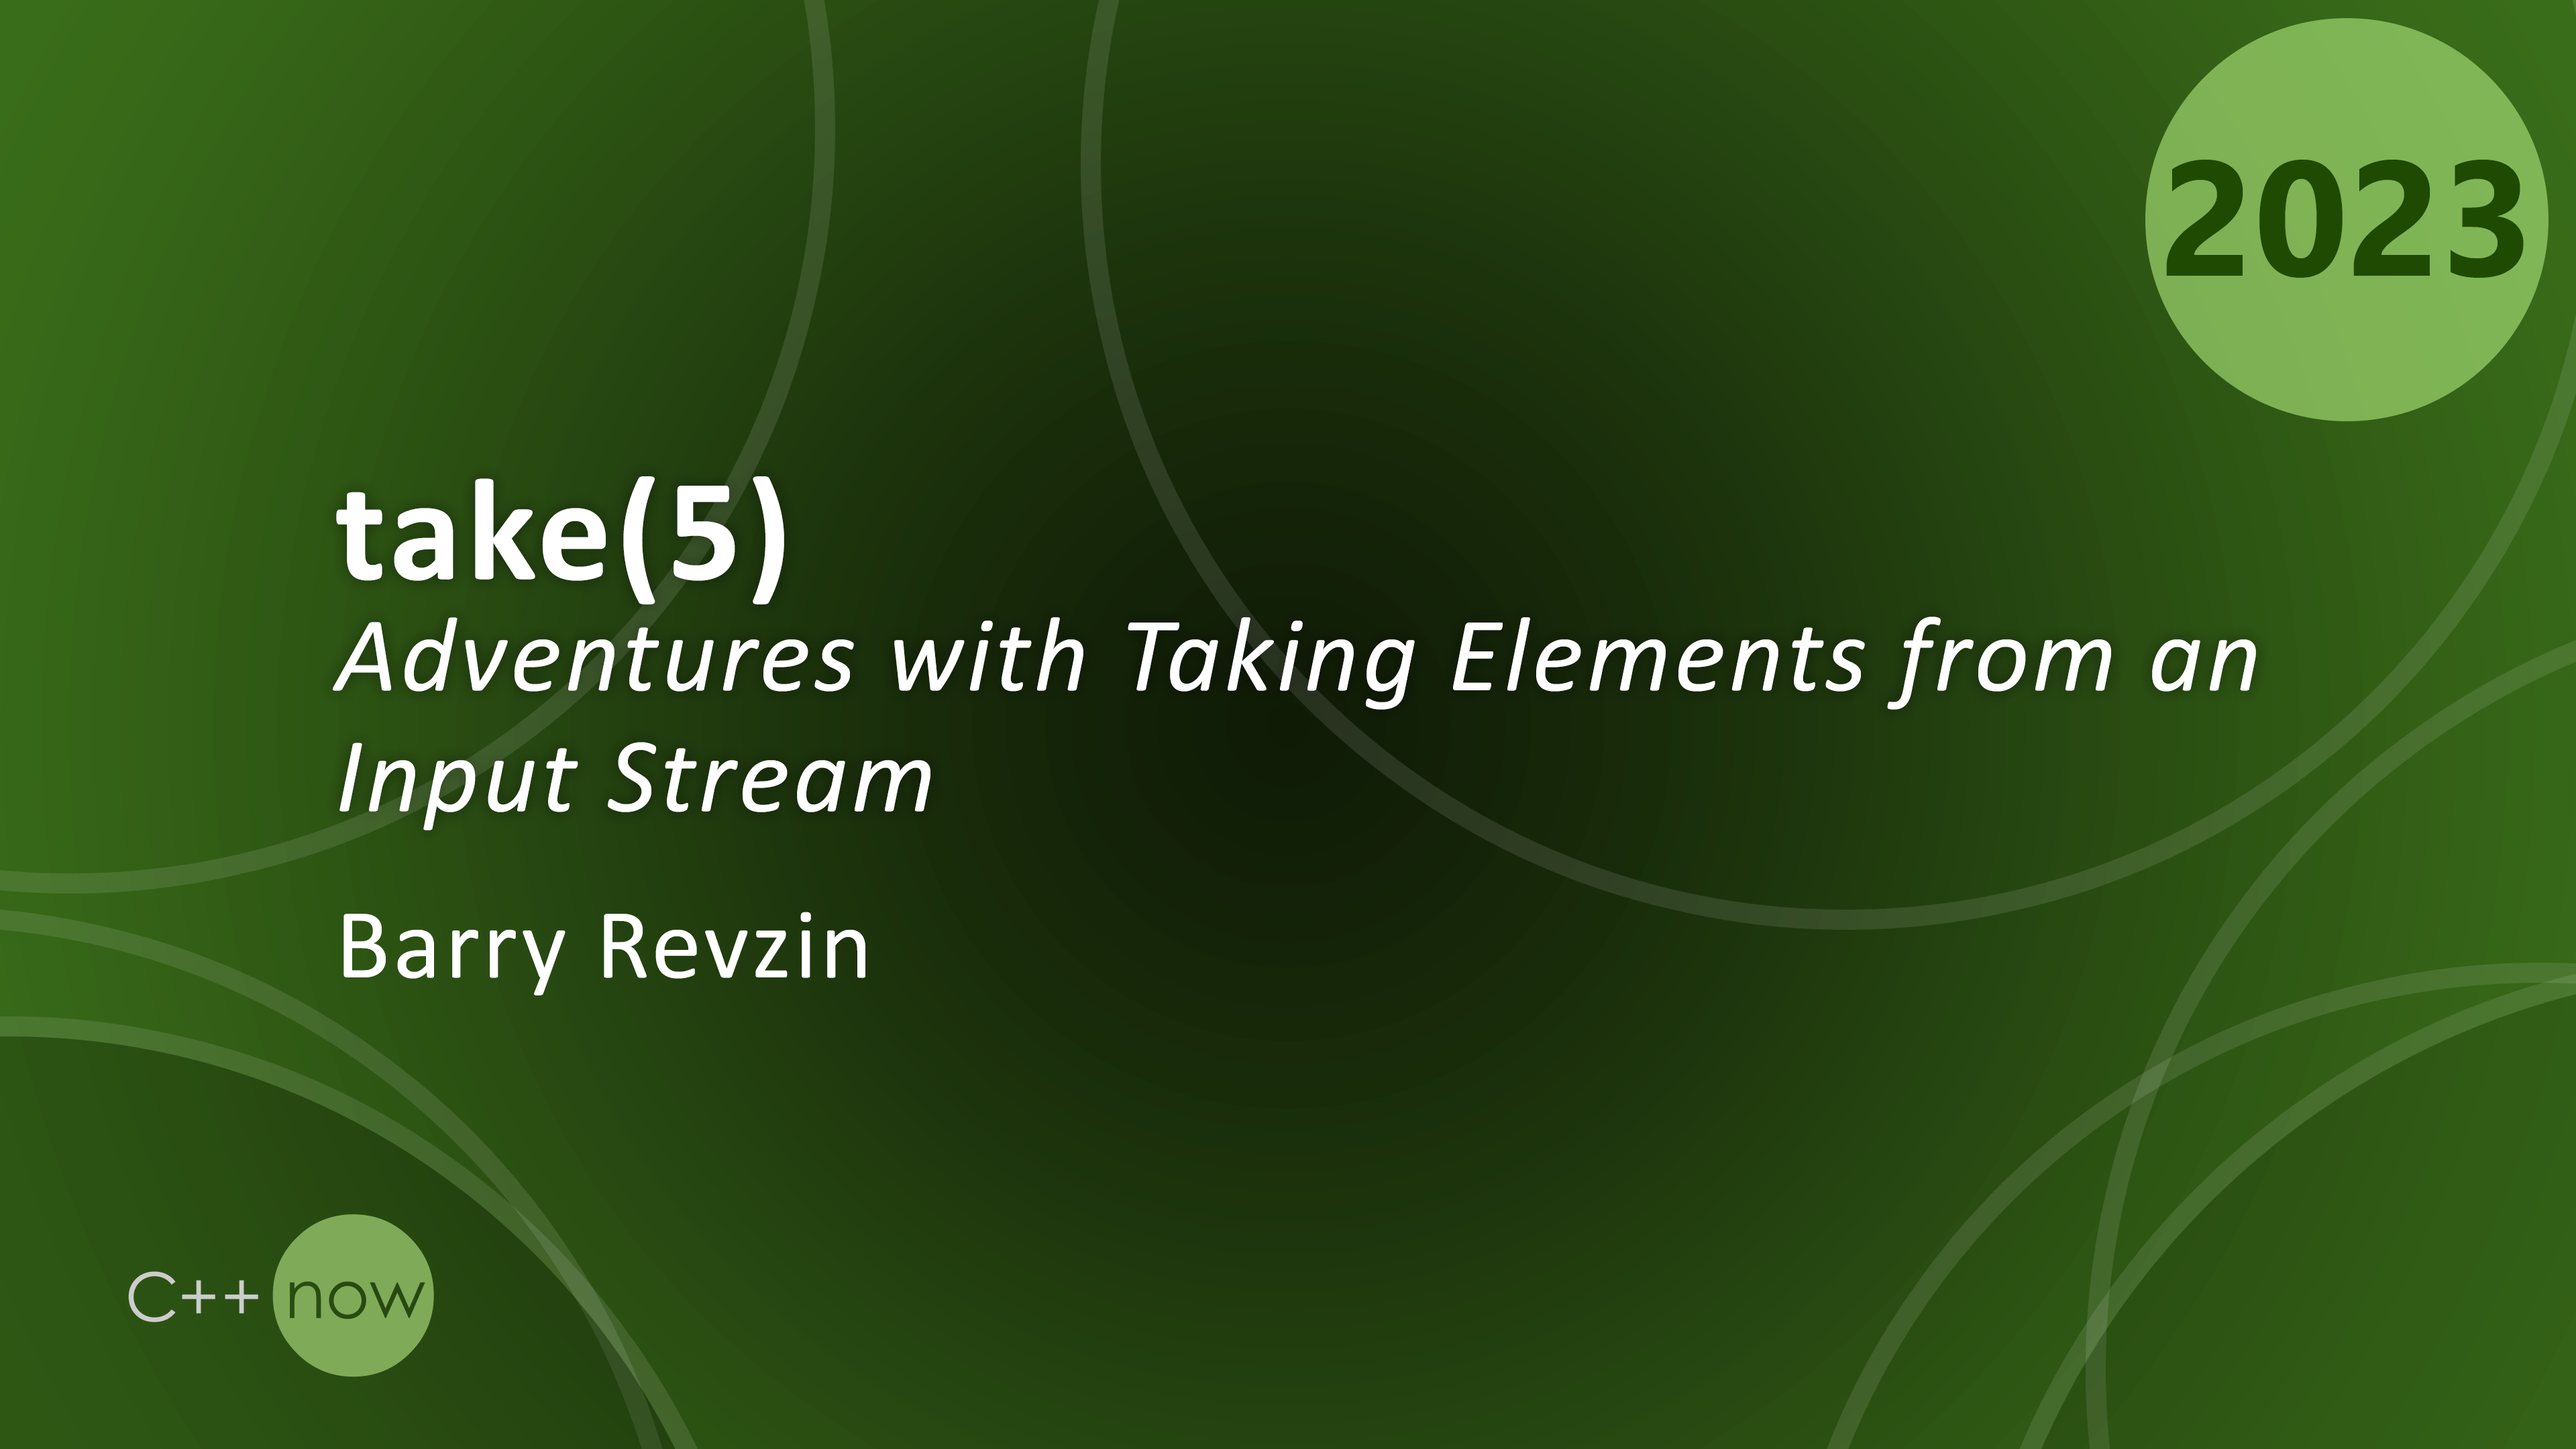 2023
take(5)
Adventures with Taking Elements from an
Input Stream
Barry Revzin
C++ now